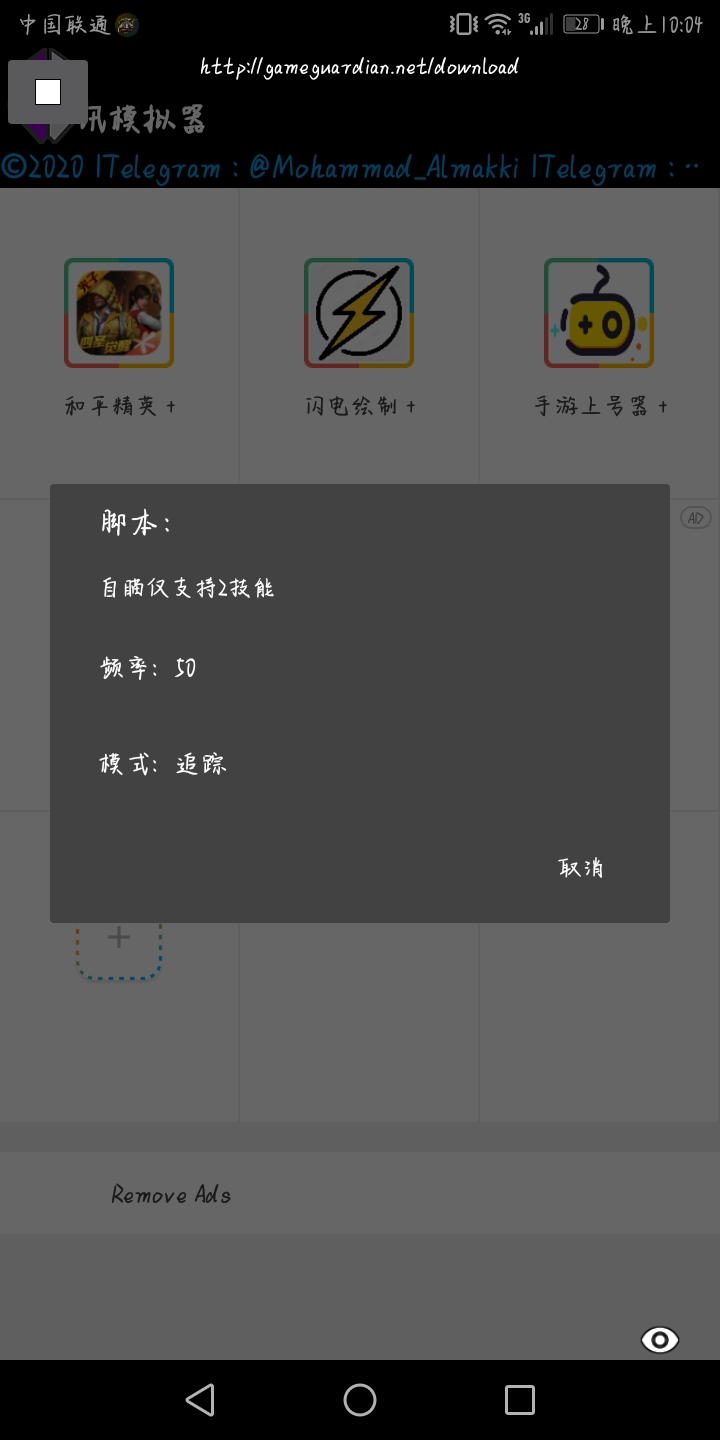 中国联通
3G
28
晚上10:04
http://gameguardian.net/download
讯模拟器
©2020 ITelegram : @Mohammad_Almakki ITelegram : ··
和平精英 +
闪电绘制 +
手游上号器 +
AD
脚本:
自瞄仅支持2技能
频率: 50
模式: 追踪
取消
Remove Ads